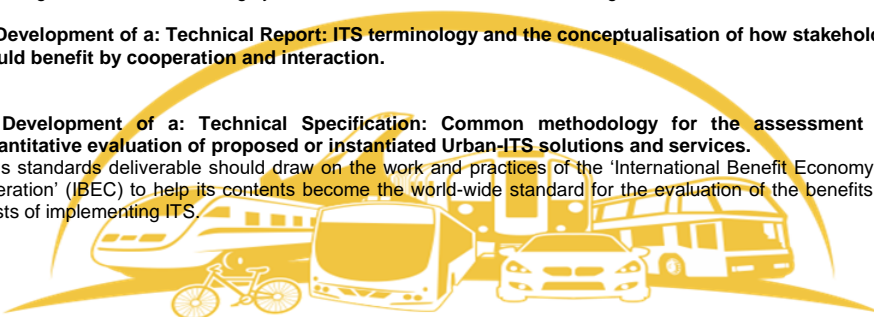 Development of a: Technical Report: ITS terminology and the conceptualisation of how
uld benefit by cooperation and interaction.
Development of a: Technical Specification: Common methodology for the assessment
antitative evaluation of proposed or instantiated Urban-ITS solutions and services.
s standards deliverable should draw on the work and practices of the 'International Benefit Economy
eration' (IBEC) to help its contents become the world-wide standard for the evaluation of the benefits
sts of implementing ITS.